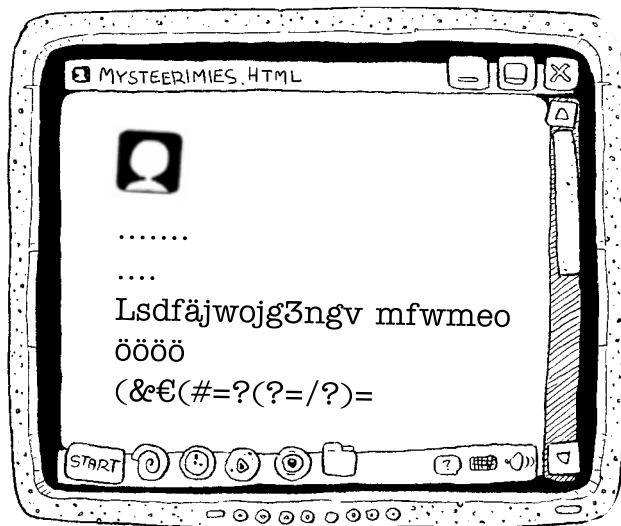 MYSTEERIMIES.HTML
.......
....
Lsdfäjwojg3ngv mfwmeo
öööö
(&€(#=?(?=/?)=
START
?